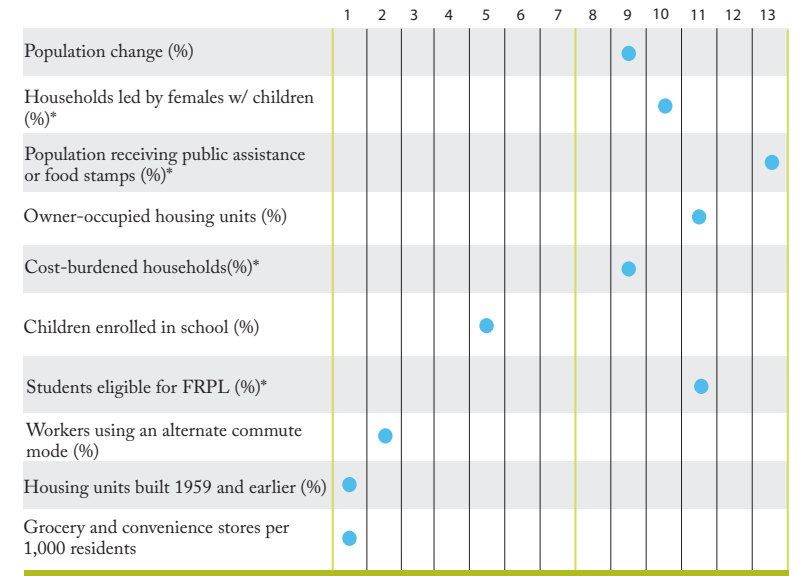 1 2 3 4 5 6 7 8 9 10 11 12 13
Population change (%)
Households led by females w/ children
(%)*
Population receiving public assistance
or food stamps (%)*
Owner-occupied housing units (%)
Cost-burdened households(%)*
Children enrolled in school (%)
Students eligible for FRPL (%)*
Workers using an alternate commute
mode (%)
Housing units built 1959 and earlier (%)
Grocery and convenience stores per
1,000 residents